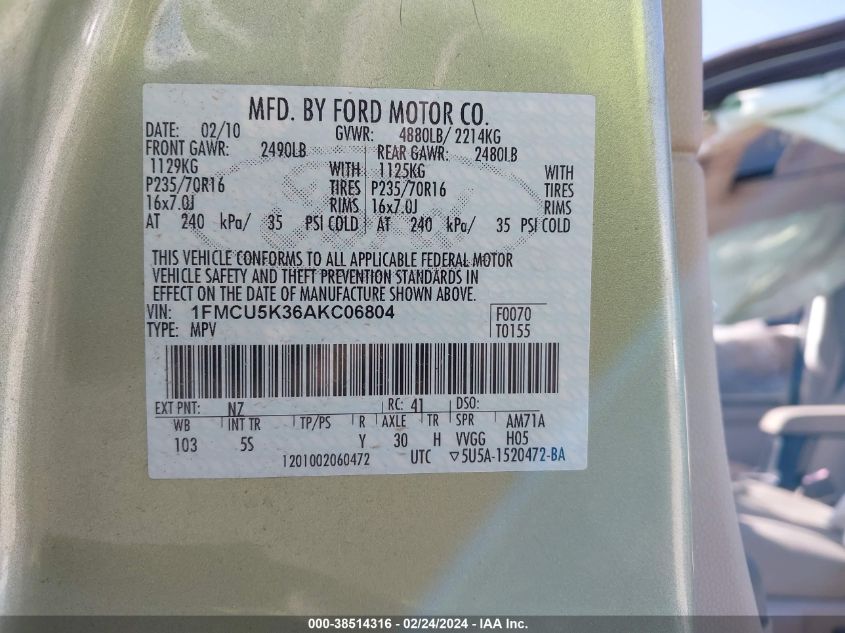 MFD. BY FORD MOTOR CO.
DATE: 02/10 GVWR: 4880LB/ 2214KG
FRONT GAWR: 2490LB REAR GAWR: 2480LB
1129KG WITH 1125KG WITH
P235/70R16 TIRES P235/70R16 TIRES
16x7.0J RIMS 16x7.0J RIMS
AT 240 kPa/ 35 PSI COLD AT 240 kPa/ 35 PSI COLD
THIS VEHICLE CONFORMS TO ALL APPLICABLE FEDERAL MOTOR
VEHICLE SAFETY AND THEFT PREVENTION STANDARDS IN
EFFECT ON THE DATE OF MANUFACTURE SHOWN ABOVE.
VIN: 1FMCU5K36AKC06804 F0070
TYPE: MPV T0155
EXT PNT: NZ RC: 41 DSO:
WB INT TR TP/PS R AXLE TR SPR AM71A
103 5S Y 30 H VVGG H05
1201002060472 UTC ▽5U5A-1520472-BA
000-38514316 - 02/24/2024 - IAA Inc.